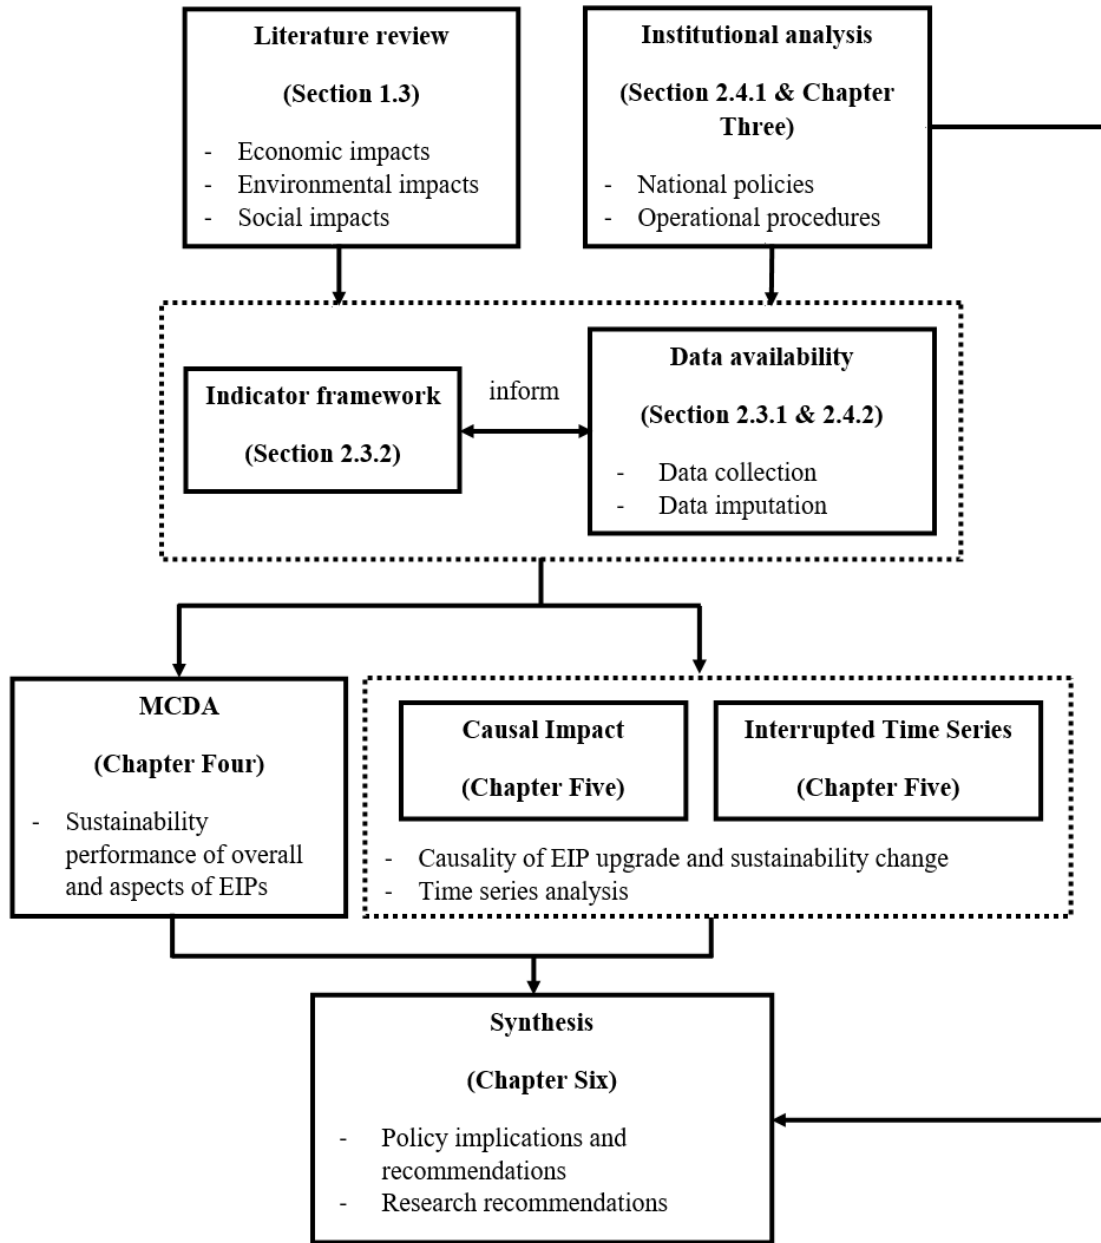 Literature review
(Section 1.3)
- Economic impacts
- Environmental impacts
- Social impacts
Institutional analysis
(Section 2.4.1 & Chapter
Three)
- National policies
- Operational procedures
Indicator framework
(Section 2.3.2)
inform
Data availability
(Section 2.3.1 & 2.4.2)
- Data collection
- Data imputation
MCDA
(Chapter Four)
- Sustainability
performance of overall
and aspects of EIPs
Causal Impact
(Chapter Five)
Interrupted Time Series
(Chapter Five)
- Causality of EIP upgrade and sustainability change
- Time series analysis
Synthesis
(Chapter Six)
- Policy implications and
recommendations
- Research recommendations